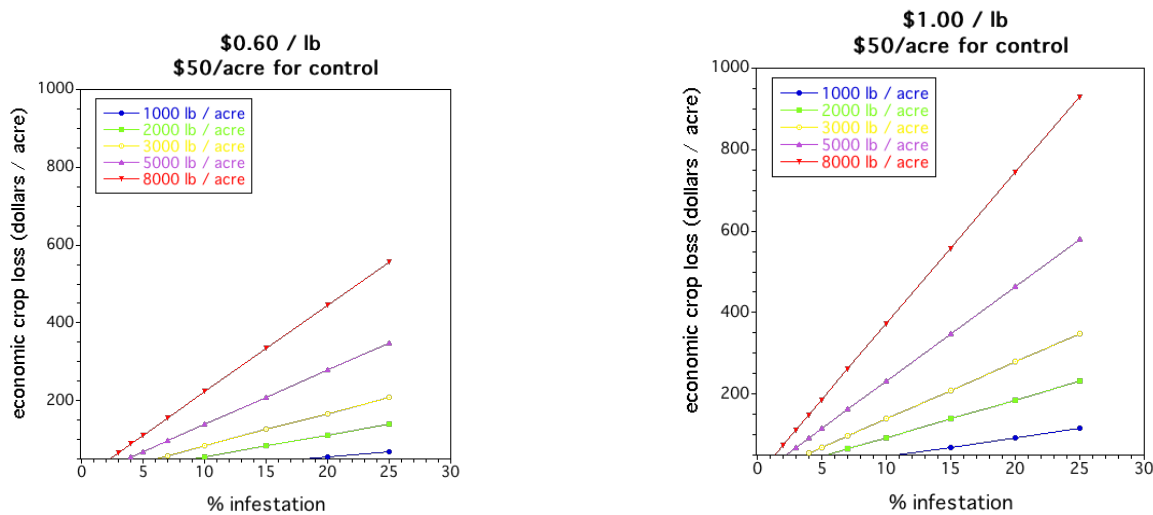 $0.60 / lb
$50/acre for control
economic crop loss (dollars / acre)
1000
800
600
400
200
1000 lb / acre
2000 lb / acre
3000 lb / acre
5000 lb / acre
8000 lb / acre
0 5 10 15 20 25 30
% infestation
$1.00 / lb
$50/acre for control
economic crop loss (dollars / acre)
1000
800
600
400
200
1000 lb / acre
2000 lb / acre
3000 lb / acre
5000 lb / acre
8000 lb / acre
0 5 10 15 20 25 30
% infestation